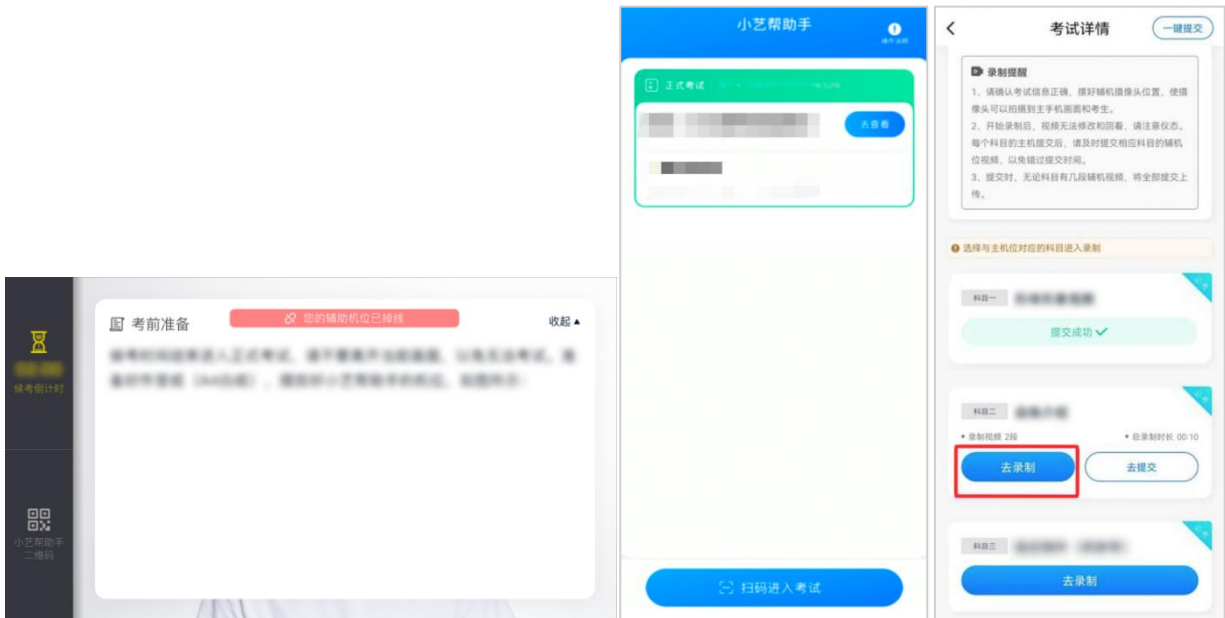 考前准备
您的辅助机位已掉线
收起▲
候考倒计时
小艺帮助手
二维码
小艺帮助手
正式考试
去查看
扫码进入考试
考试详情
一键提交
录制提醒
1、请确认考试信息正确，摆好辅机摄像头位置，使摄
像头可以拍摄到主手机画面和考生。
2、开始录制后，视频无法修改和回看，请注意仪态。
每个科目的主机提交后，请及时提交相应科目的辅机
位视频，以免错过提交时间。
3、提交时，无论科目有几段辅机视频，将全部提交上
传。
选择与主机位对应的科目进入录制
科目一
提交成功
科目二
录制视频 2段
总录制时长 00:10
去录制
去提交
科目三
去录制